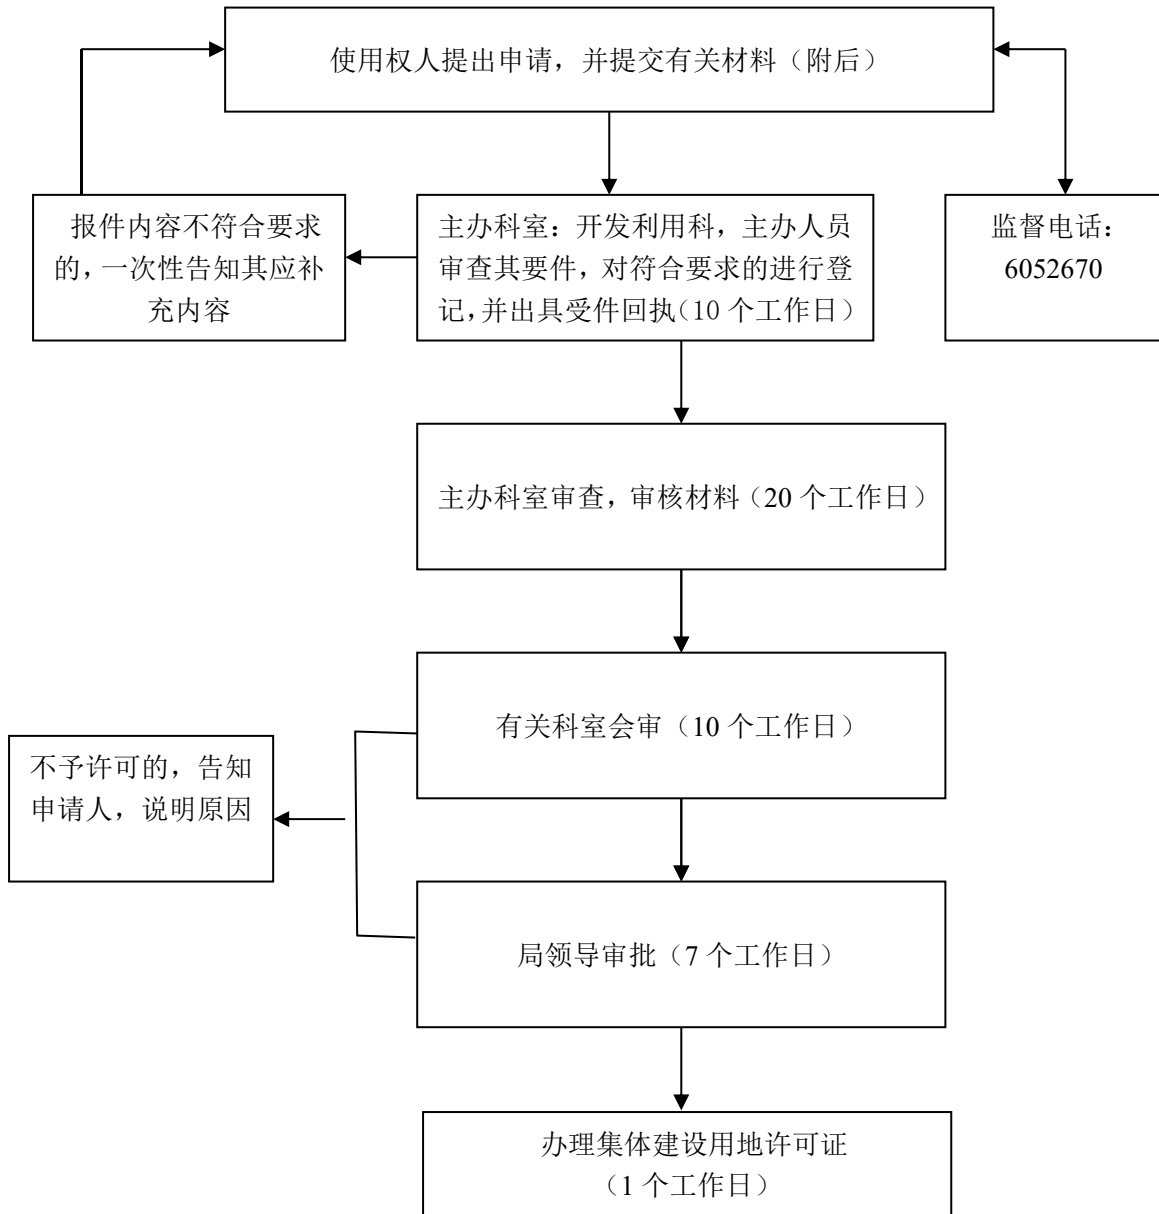 使用权人提出申请，并提交有关材料（附后）
报件内容不符合要求
的，一次性告知其应补
充内容
主办科室：开发利用科，主办人员
审查其要件，对符合要求的进行登
记，并出具受件回执（10 个工作日）
监督电话：
6052670
主办科室审查，审核材料（20 个工作日）
有关科室会审（10 个工作日）
不予许可的，告知
申请人，说明原因
局领导审批（7 个工作日）
办理集体建设用地许可证
（1 个工作日）